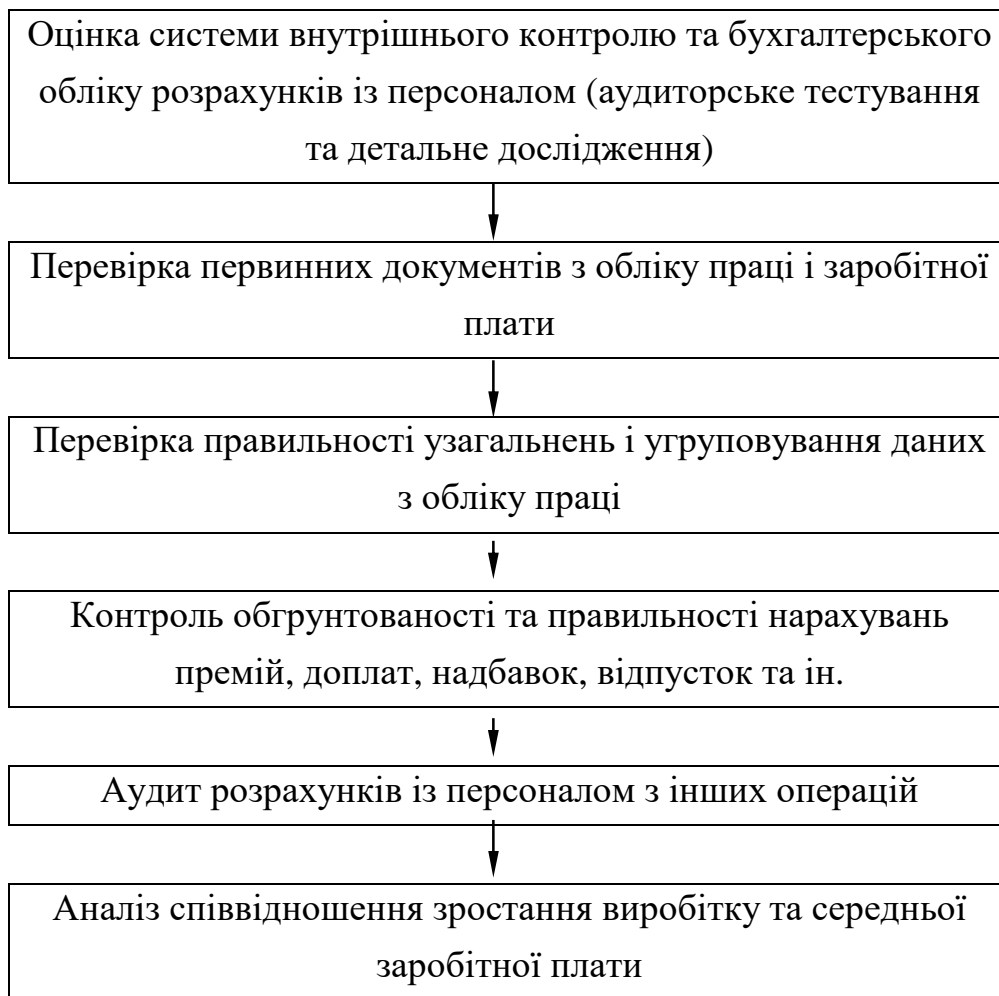 Оцінка системи внутрішнього контролю та бухгалтерського
обліку розрахунків із персоналом (аудиторське тестування
та детальне дослідження)
Перевірка первинних документів з обліку праці і заробітної
плати
Перевірка правильності узагальнень і угруповування даних
з обліку праці
Контроль обгрунтованості та правильності нарахувань
премій, доплат, надбавок, відпусток та ін.
Аудит розрахунків із персоналом з інших операцій
Аналіз співвідношення зростання виробітку та середньої
заробітної плати